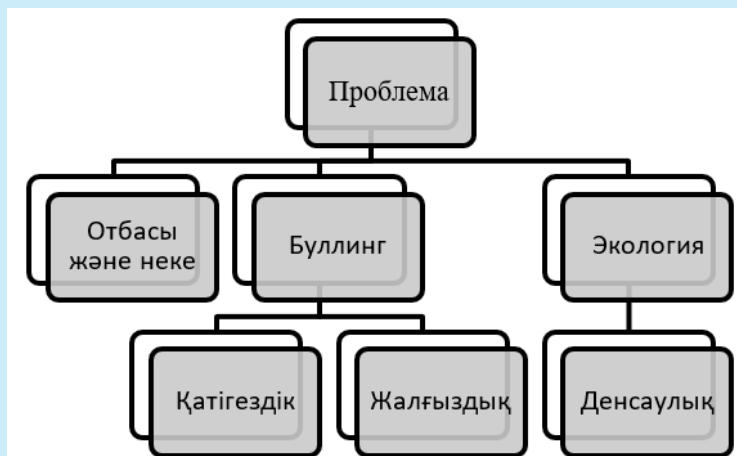 Проблема
Отбасы
және неке
Буллинг
Экология
Қатігездік
Жалғыздық
Денсаулық